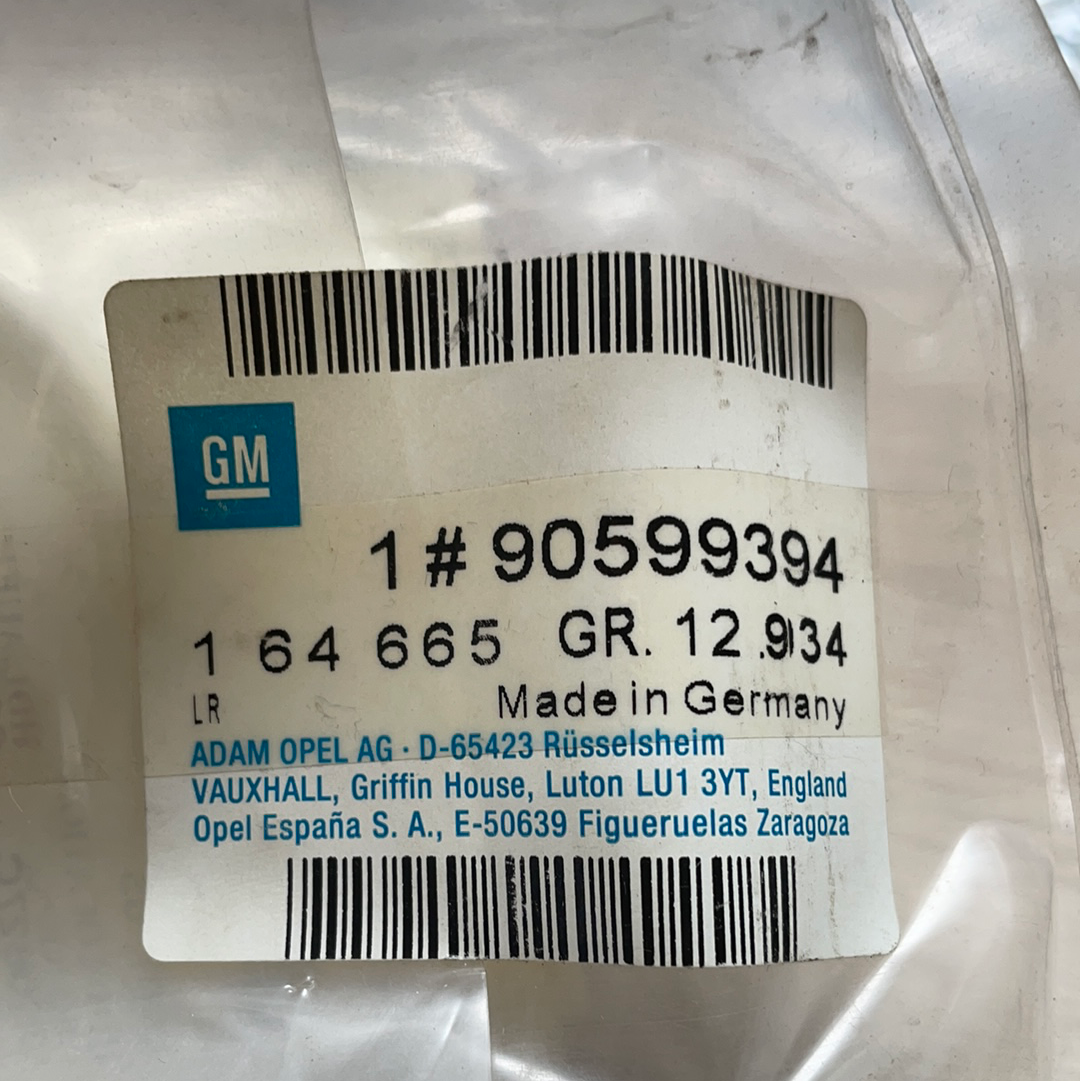 GM
1 # 90599394
1 64 665 GR. 12.934
LR Made in Germany
ADAM OPEL AG · D-65423 Rüsselsheim
VAUXHALL, Griffin House, Luton LU1 3YT, England
Opel España S. A., E-50639 Figueruelas Zaragoza